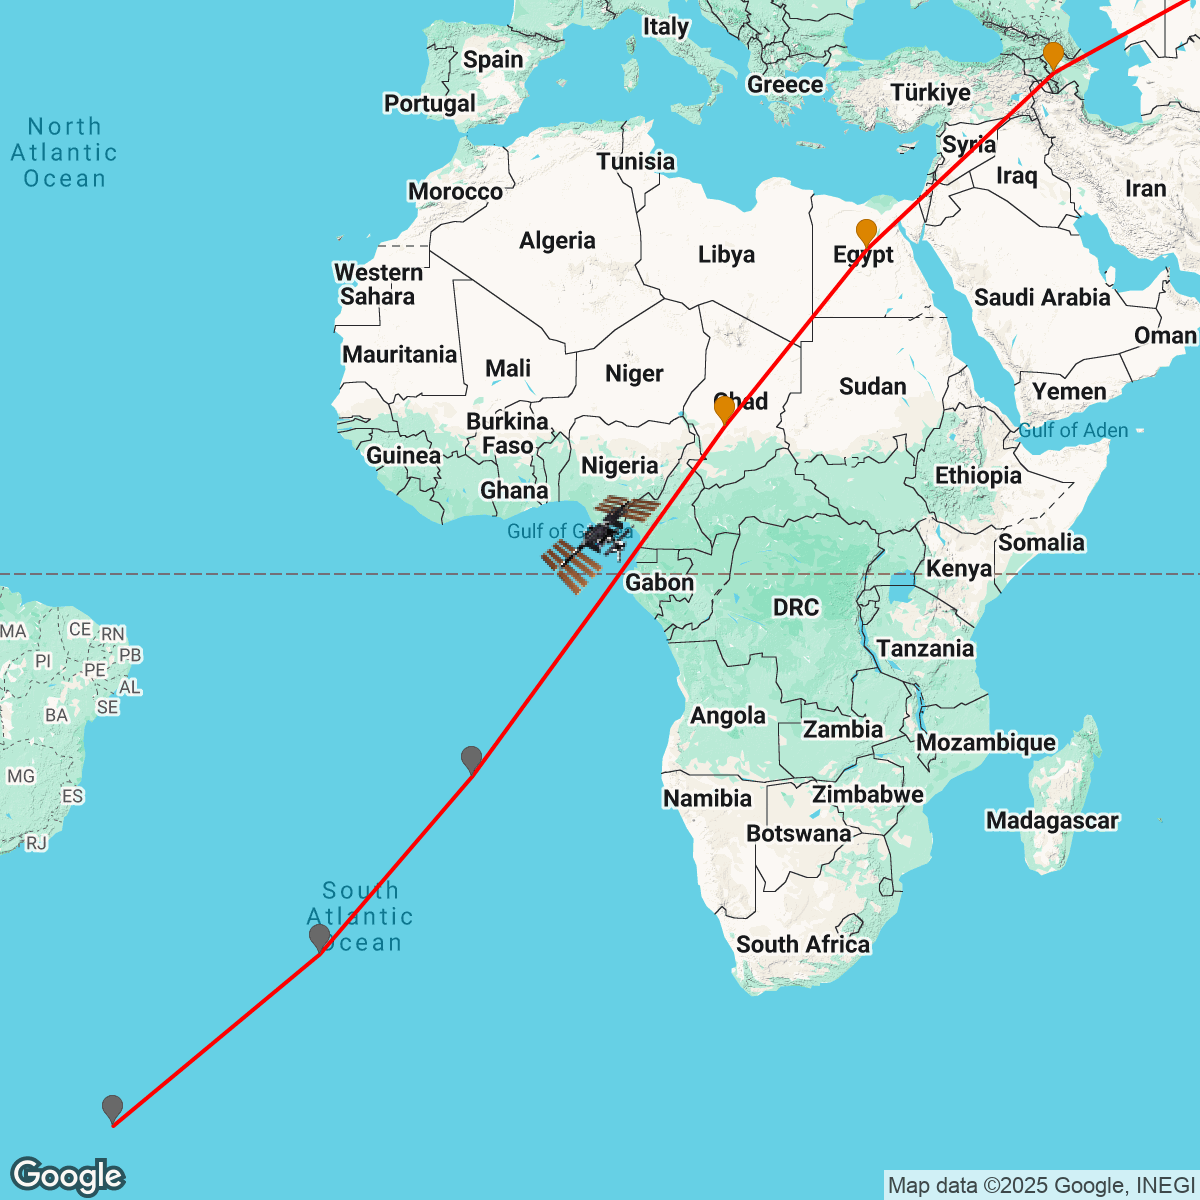 Italy
Spain
Greece
Türkiye
Portugal
North
Atlantic
Ocean
Syria
Tunisia
Iraq
Iran
Morocco
Algeria
Libya
Egypt
Western
Sahara
Saudi Arabia
Oman
Mauritania
Mali
Niger
Chad
Sudan
Yemen
Burkina
Faso
Gulf of Aden
Guinea
Nigeria
Ethiopia
Ghana
Gulf of
Somalia
Gabon
Kenya
DRC
MA
CE
RN
PI
PE
PB
Tanzania
AL
SE
BA
Angola
Zambia
Mozambique
MG
ES
Namibia
Zimbabwe
Botswana
Madagascar
RJ
South
Atlantic
Ocean
South Africa
Google
Map data ©2025 Google, INEGI